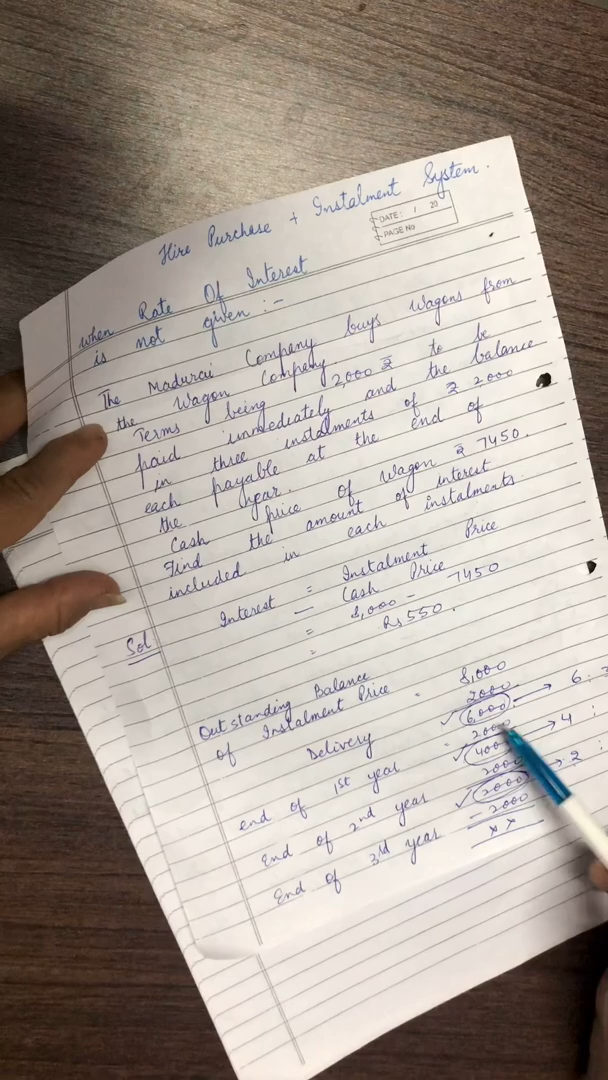 Hire Purchase + Instalment System.
DATE: / 20
PAGE NO
when Rate Of Interest
is not given :-
The Madurai Company buys Wagons from
the Wagon Company
Terms being 2,000 ₹ to be
paid immediately and the balance
in three instalments of ₹ 2000
each payable at the end of
the year.
Cash price of Wagon ₹ 7450.
Find the amount of interest
included in each of instalments.
Sol Interest = Instalment Price
— Cash Price
= 8,000 - 7450
= Rs 550.
Outstanding Balance
of Instalment Price = 8,000
Delivery 2000
6,000 → 6 : 3
end of 1st year - 2000
4000 → 4 :
End of 2nd year 2000
2000 → 2 :
End of 3rd year - 2000
× ×